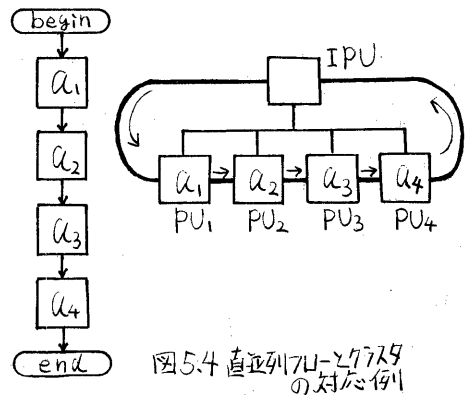 begin
a1
a2
a3
a4
end
IPU
a1 → a2 → a3 → a4
PU1 PU2 PU3 PU4
図5.4 直並列フローとクラスタ
の対応例